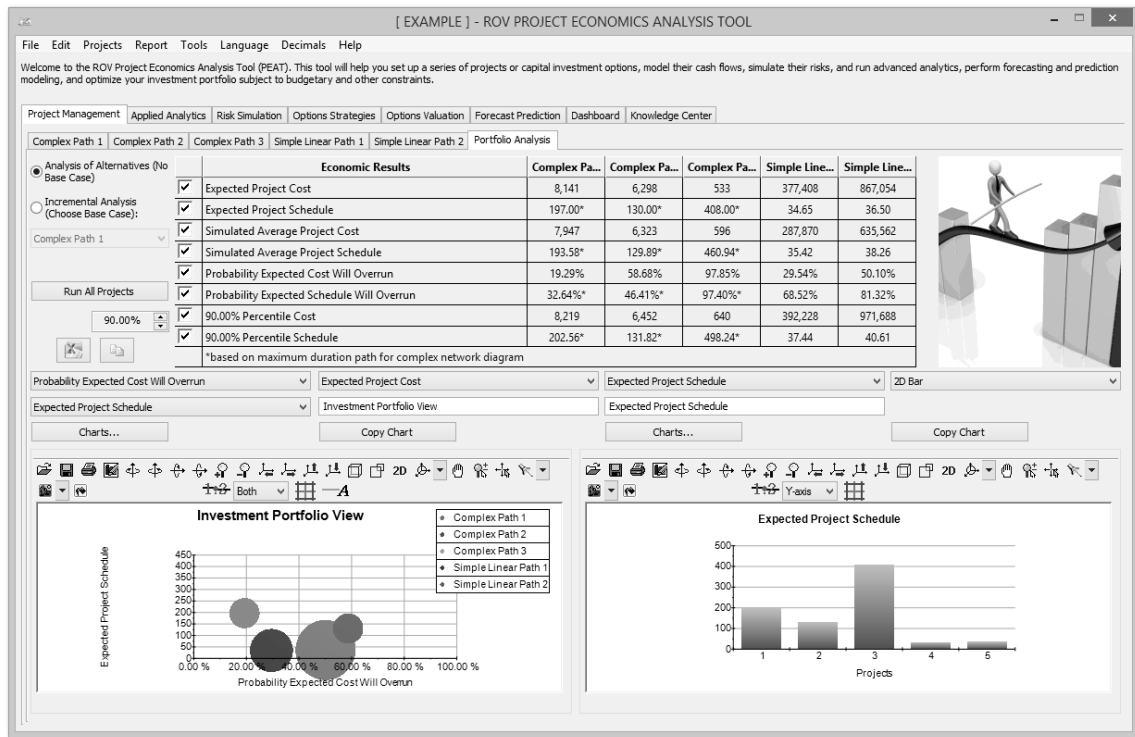 [ EXAMPLE ] - ROV PROJECT ECONOMICS ANALYSIS TOOL
File Edit Projects Report Tools Language Decimals Help
Welcome to the ROV Project Economics Analysis Tool (PEAT). This tool will help you set up a series of projects or capital investment options, model their cash flows, simulate their risks, and run advanced analytics, perform forecasting and prediction
modeling, and optimize your investment portfolio subject to budgetary and other constraints.
Project Management Applied Analytics Risk Simulation Options Strategies Options Valuation Forecast Prediction Dashboard Knowledge Center
Complex Path 1 Complex Path 2 Complex Path 3 Simple Linear Path 1 Simple Linear Path 2 Portfolio Analysis
Analysis of Alternatives (No
Base Case)
Incremental Analysis
(Choose Base Case):
Complex Path 1
Run All Projects
90.00%
Economic Results Complex Pa... Complex Pa... Complex Pa... Simple Line... Simple Line...
Expected Project Cost 8,141 6,298 533 377,408 867,054
Expected Project Schedule 197.00* 130.00* 408.00* 34.65 36.50
Simulated Average Project Cost 7,947 6,323 596 287,870 635,562
Simulated Average Project Schedule 193.58* 129.89* 460.94* 35.42 38.26
Probability Expected Cost Will Overrun 19.29% 58.68% 97.85% 29.54% 50.10%
Probability Expected Schedule Will Overrun 32.64%* 46.41%* 97.40%* 68.52% 81.32%
90.00% Percentile Cost 8,219 6,452 640 392,228 971,688
90.00% Percentile Schedule 202.56* 131.82* 498.24* 37.44 40.61
*based on maximum duration path for complex network diagram
Probability Expected Cost Will Overrun Expected Project Cost Expected Project Schedule 2D Bar
Expected Project Schedule Investment Portfolio View Expected Project Schedule
Charts... Copy Chart Charts... Copy Chart
2D
Both A
Investment Portfolio View
Complex Path 1
Complex Path 2
Complex Path 3
Simple Linear Path 1
Simple Linear Path 2
Expected Project Schedule
450
400
350
300
250
200
150
100
50
0
0.00 % 20.00 % 40.00 % 60.00 % 80.00 % 100.00 %
Probability Expected Cost Will Overrun
2D
Y-axis
Expected Project Schedule
500
400
300
200
100
0
1 2 3 4 5
Projects